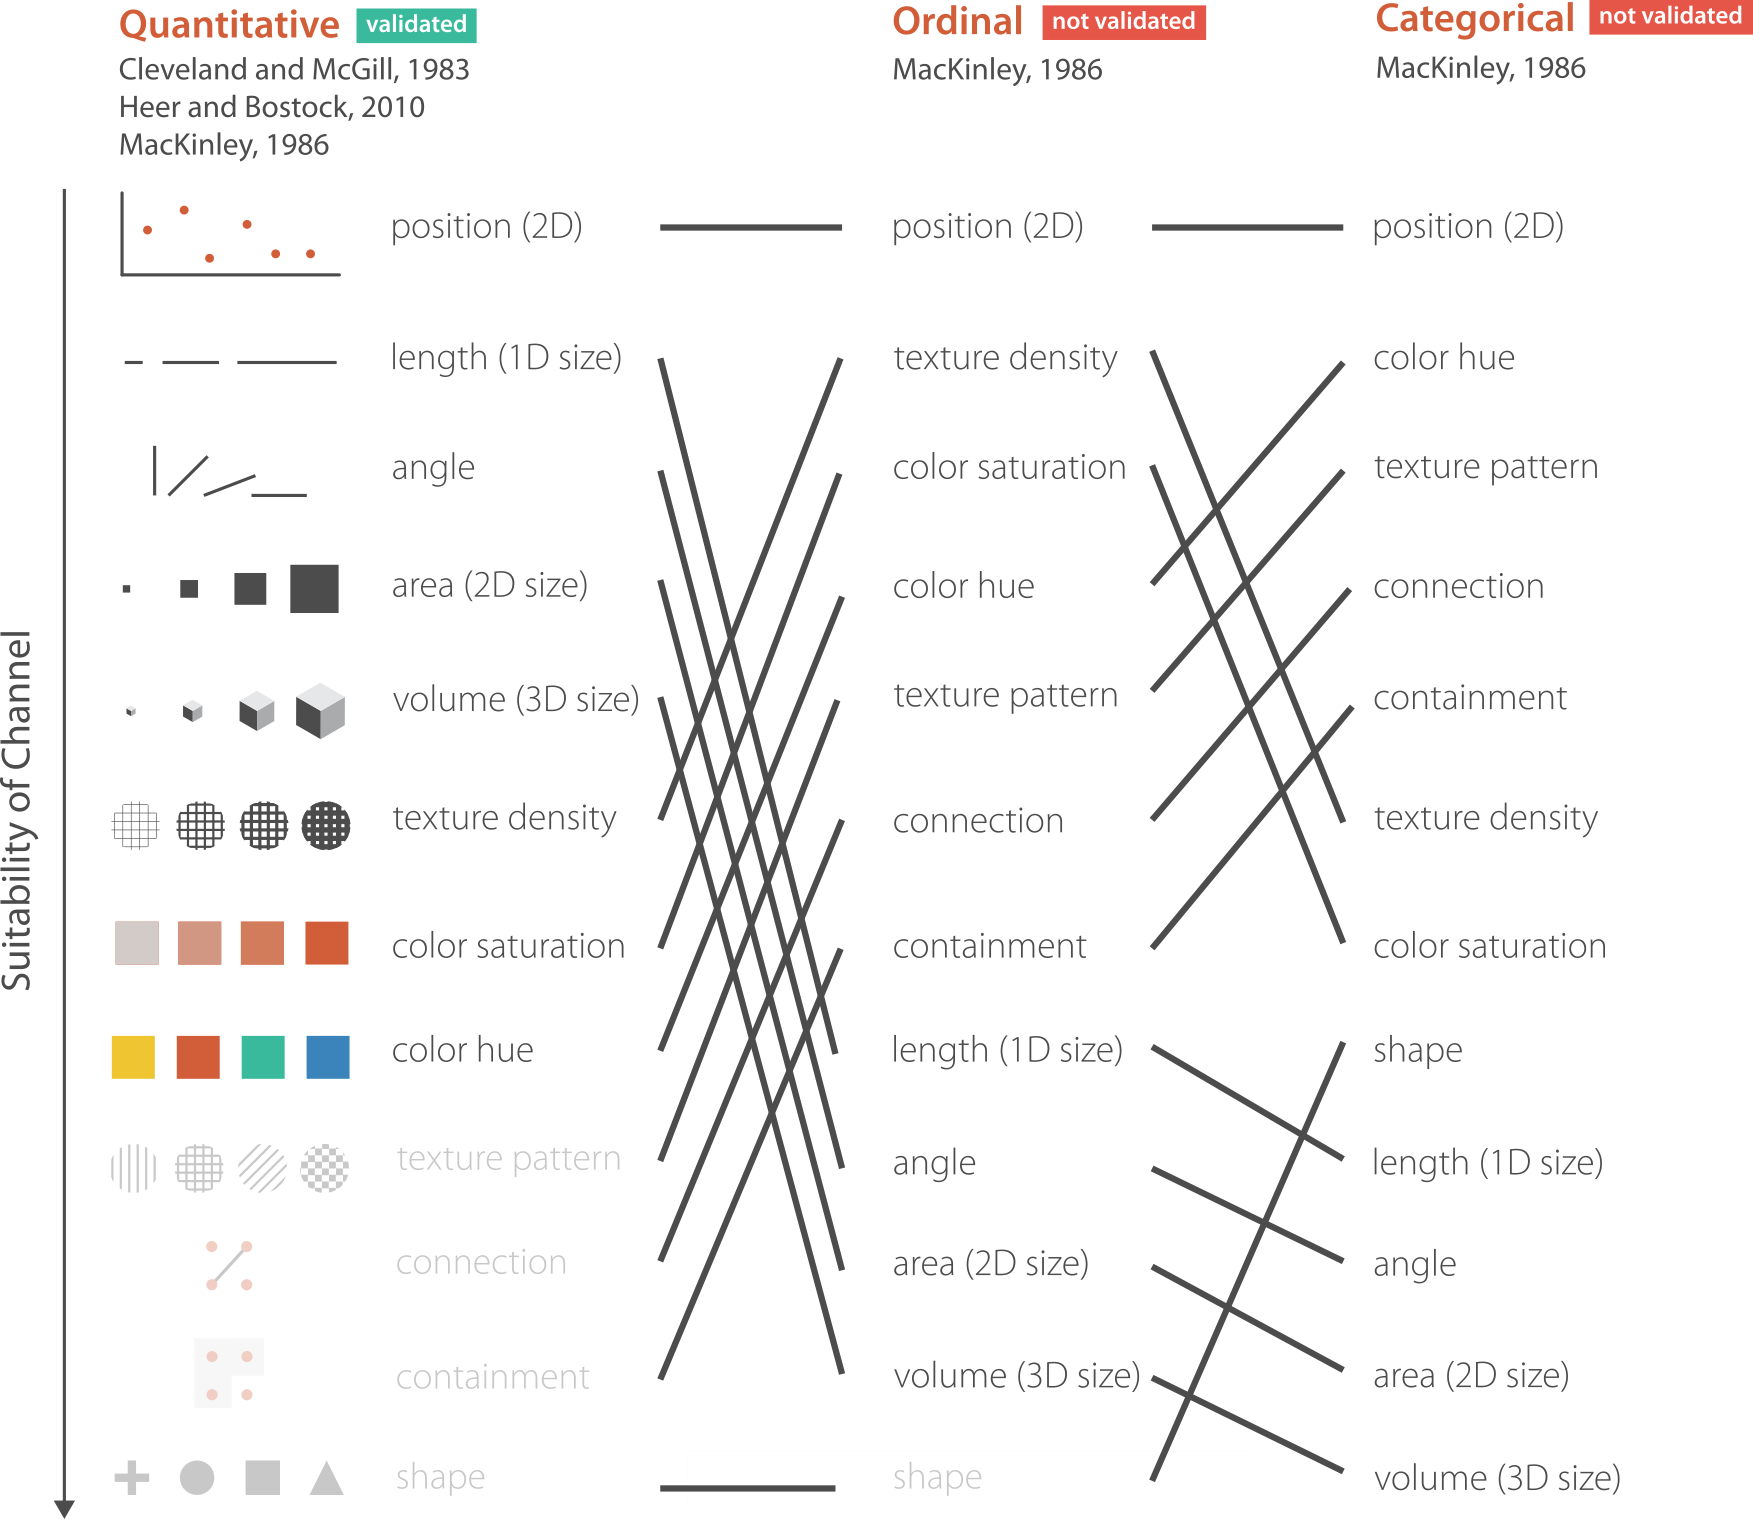 Quantitative validated
Cleveland and McGill, 1983
Heer and Bostock, 2010
MacKinley, 1986
Ordinal not validated
MacKinley, 1986
Categorical not validated
MacKinley, 1986
Suitability of Channel
position (2D) position (2D) position (2D)
length (1D size) texture density color hue
angle color saturation texture pattern
area (2D size) color hue connection
volume (3D size) texture pattern containment
texture density connection texture density
color saturation containment color saturation
color hue length (1D size) shape
texture pattern angle length (1D size)
connection area (2D size) angle
containment volume (3D size) area (2D size)
shape shape volume (3D size)